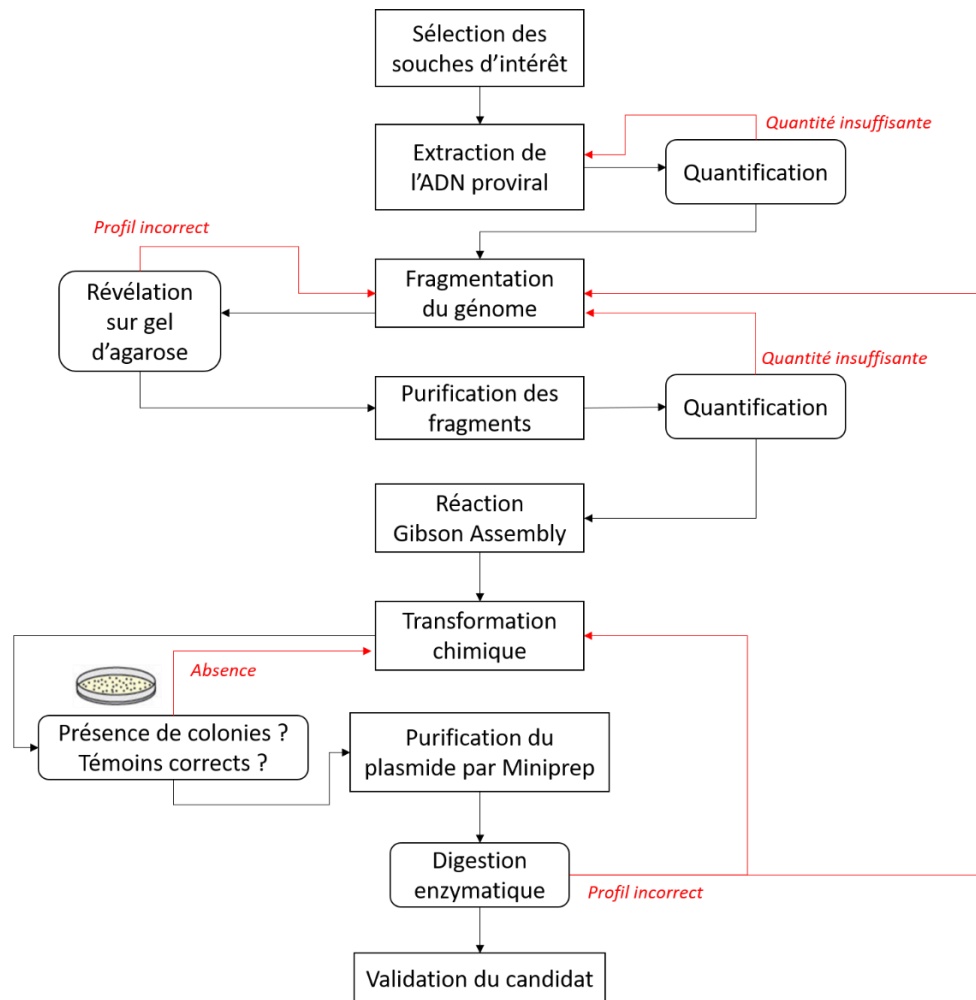 Sélection des
souches d'intérêt
Quantité insuffisante
Extraction de
l'ADN proviral
Quantification
Profil incorrect
Fragmentation
du génome
Révélation
sur gel
d'agarose
Quantité insuffisante
Purification des
fragments
Quantification
Réaction
Gibson Assembly
Transformation
chimique
Absence
Présence de colonies ?
Témoins corrects ?
Purification du
plasmide par Miniprep
Digestion
enzymatique
Profil incorrect
Validation du candidat